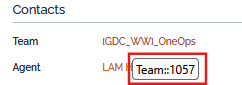 Contacts
Team [GDC_WW]_OneOps
Agent LAM H
Team::1057